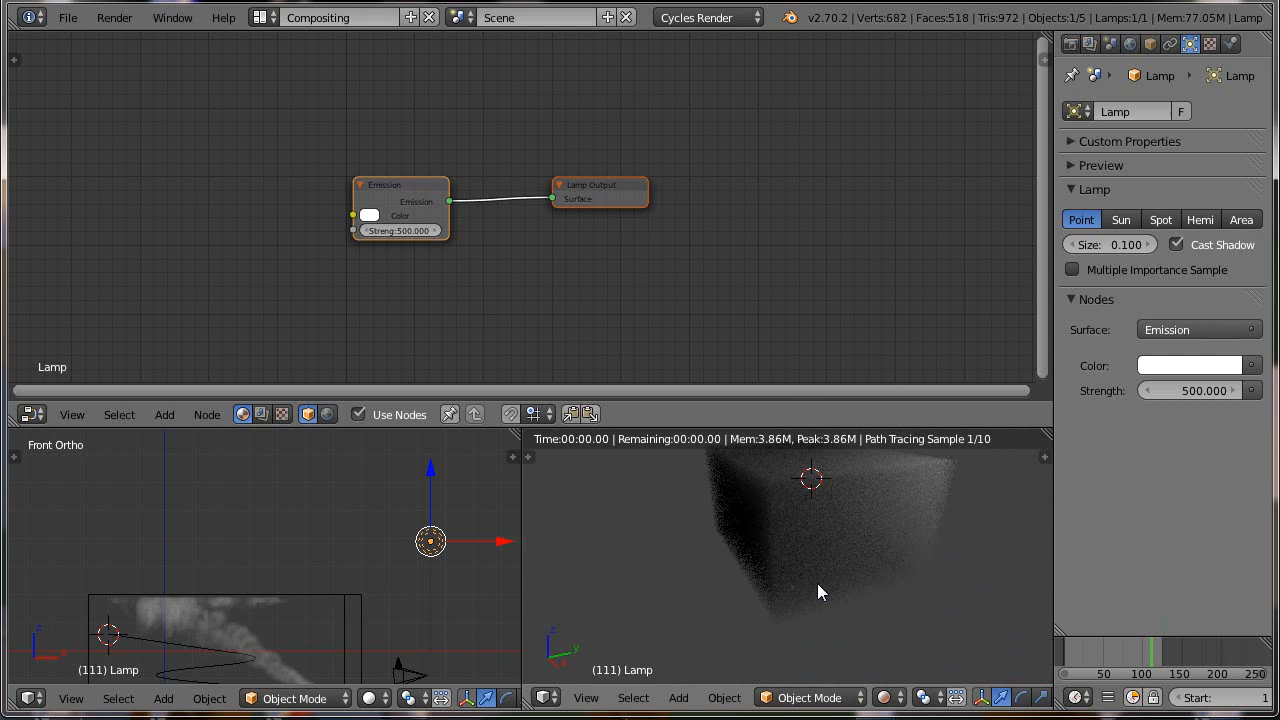 File Render Window Help Compositing Scene Cycles Render v2.70.2 | Verts:682 | Faces:518 | Tris:972 | Objects:1/5 | Lamps:1/1 | Mem:77.05M | Lamp
Lamp Lamp
Lamp F
Custom Properties
Preview
Lamp
Point Sun Spot Hemi Area
Size: 0.100 Cast Shadow
Multiple Importance Sample
Nodes
Surface: Emission
Color:
Strength: 500.000
Emission
Emission
Color
Streng:500.000
Lamp Output
Surface
Lamp
View Select Add Node Use Nodes
Front Ortho
z
x
(111) Lamp
View Select Add Object Object Mode
Time:00:00.00 | Remaining:00:00.00 | Mem:3.86M, Peak:3.86M | Path Tracing Sample 1/10
z
y
x
(111) Lamp
View Select Add Object Object Mode
0 50 100 150 200 250
Start: 1